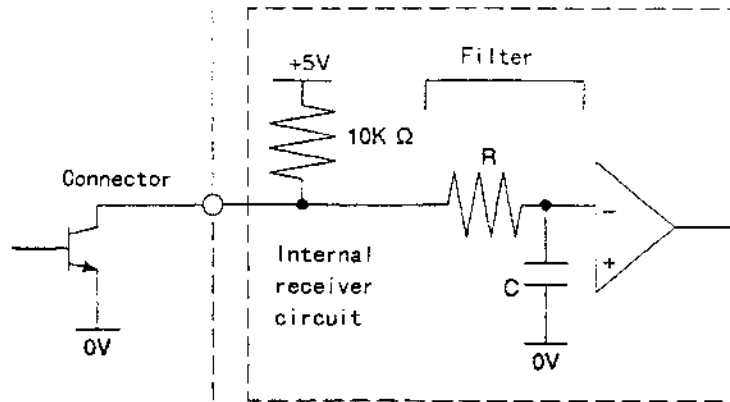 +5V
Filter
10K Ω
R
Connector
−
Internal
receiver
circuit
+
C
0V
0V